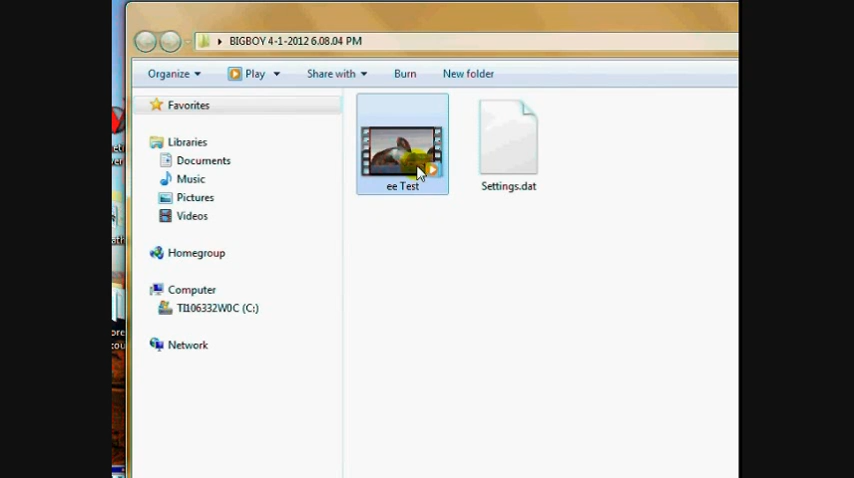 BIGBOY 4-1-2012 6.08.04 PM
Organize Play Share with Burn New folder
Favorites
Libraries
Documents
Music
Pictures
Videos
Homegroup
Computer
TI106332W0C (C:)
Network
ee Test
Settings.dat